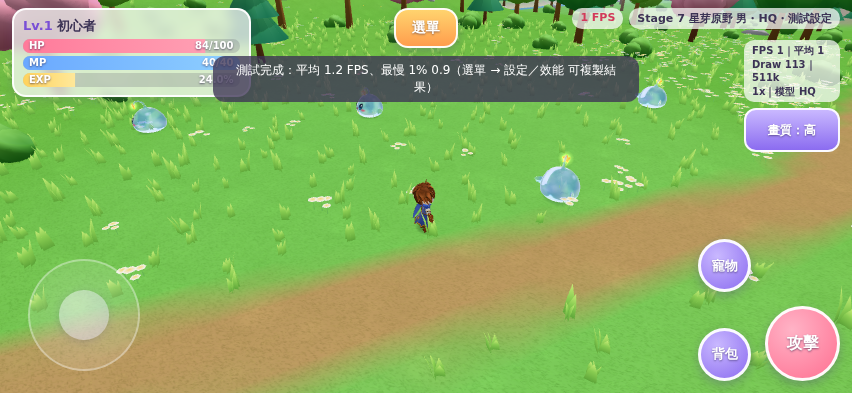 Lv.1 初心者
HP 84/100
MP
EXP
選單
1 FPS
Stage 7 星芽原野 男・HQ・測試設定
FPS 1｜平均 1
Draw 113｜
511k
1x｜模型 HQ
畫質：高
測試完成：平均 1.2 FPS、最慢 1% 0.9（選單 → 設定／效能 可複製結
果）
寵物
攻擊
背包